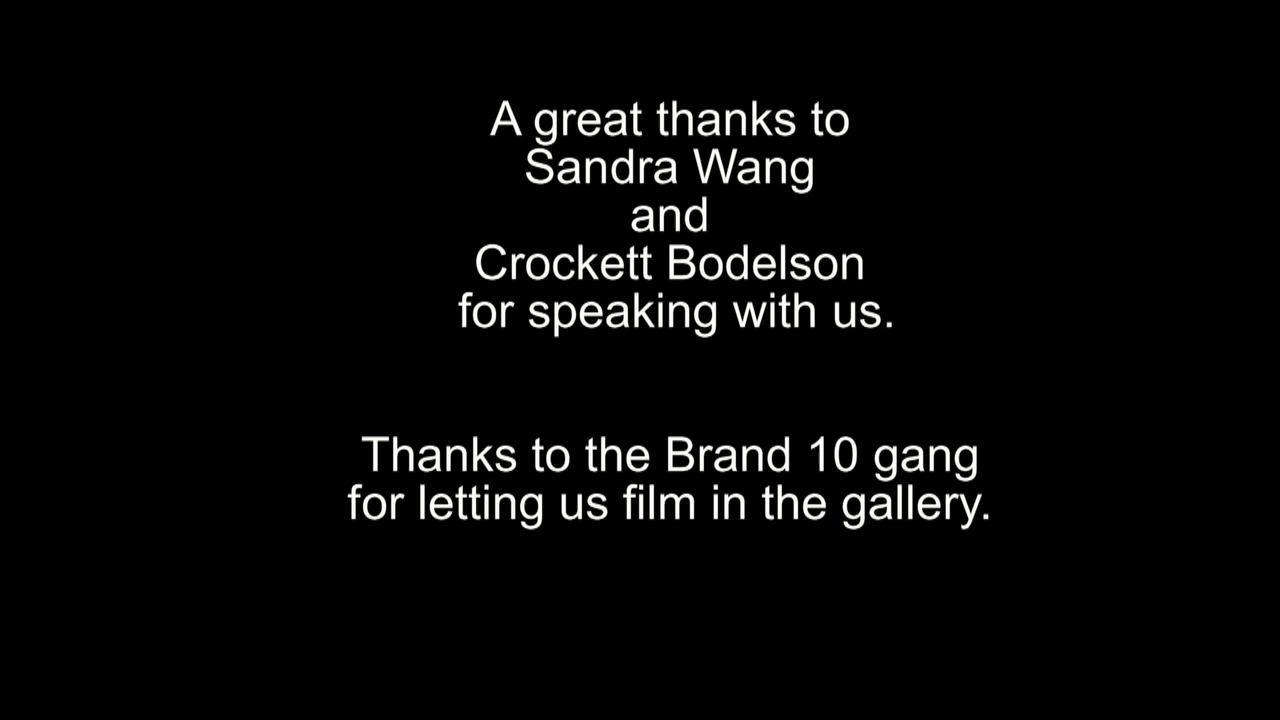 A great thanks to
Sandra Wang
and
Crockett Bodelson
for speaking with us.
Thanks to the Brand 10 gang
for letting us film in the gallery.